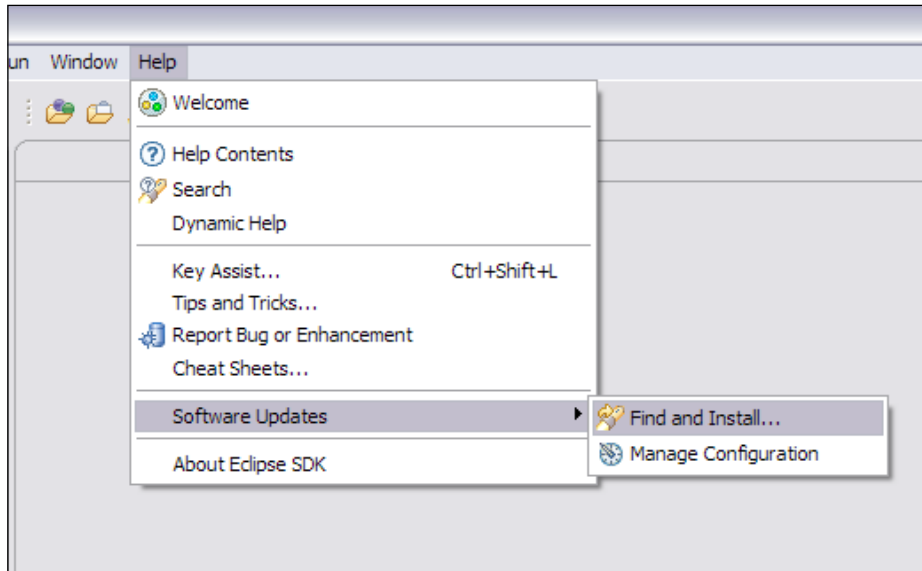 un Window Help
Welcome
Help Contents
Search
Dynamic Help
Key Assist... Ctrl+Shift+L
Tips and Tricks...
Report Bug or Enhancement
Cheat Sheets...
Software Updates Find and Install...
Manage Configuration
About Eclipse SDK